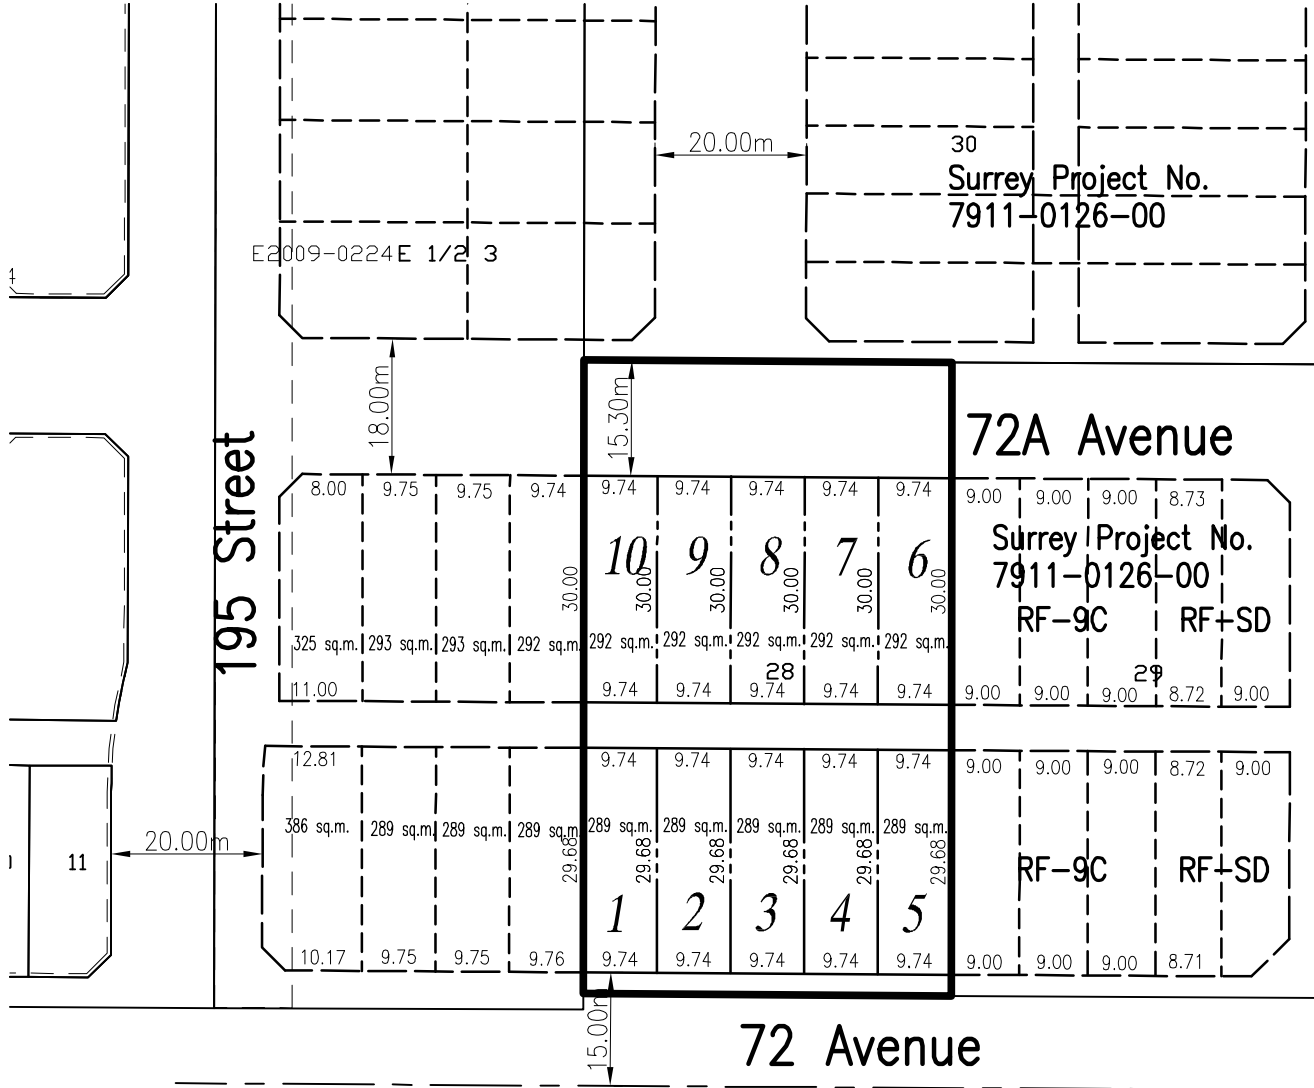 20.00m
30
Surrey Project No.
7911-0126-00
E2009-0224 E 1/2 3
18.00m
15.30m
72A Avenue
195 Street
8.00 9.75 9.75 9.74 9.74 9.74 9.74 9.74 9.74 9.00 9.00 9.00 8.73
Surrey Project No.
7911-0126-00
10 9 8 7 6
30.00 30.00 30.00 30.00 30.00 30.00
RF-9C RF-SD
325 sq.m. 293 sq.m. 293 sq.m. 292 sq.m. 292 sq.m. 292 sq.m. 292 sq.m. 292 sq.m. 292 sq.m.
28 29
11.00 9.74 9.74 9.74 9.74 9.74 9.00 9.00 9.00 8.72 9.00
12.81 9.74 9.74 9.74 9.74 9.74 9.00 9.00 9.00 8.72 9.00
386 sq.m. 289 sq.m. 289 sq.m. 289 sq.m. 289 sq.m. 289 sq.m. 289 sq.m. 289 sq.m. 289 sq.m.
20.00m
11
29.68 29.68 29.68 29.68 29.68 29.68
RF-9C RF-SD
1 2 3 4 5
10.17 9.75 9.75 9.76 9.74 9.74 9.74 9.74 9.74 9.00 9.00 9.00 8.71
15.00m
72 Avenue